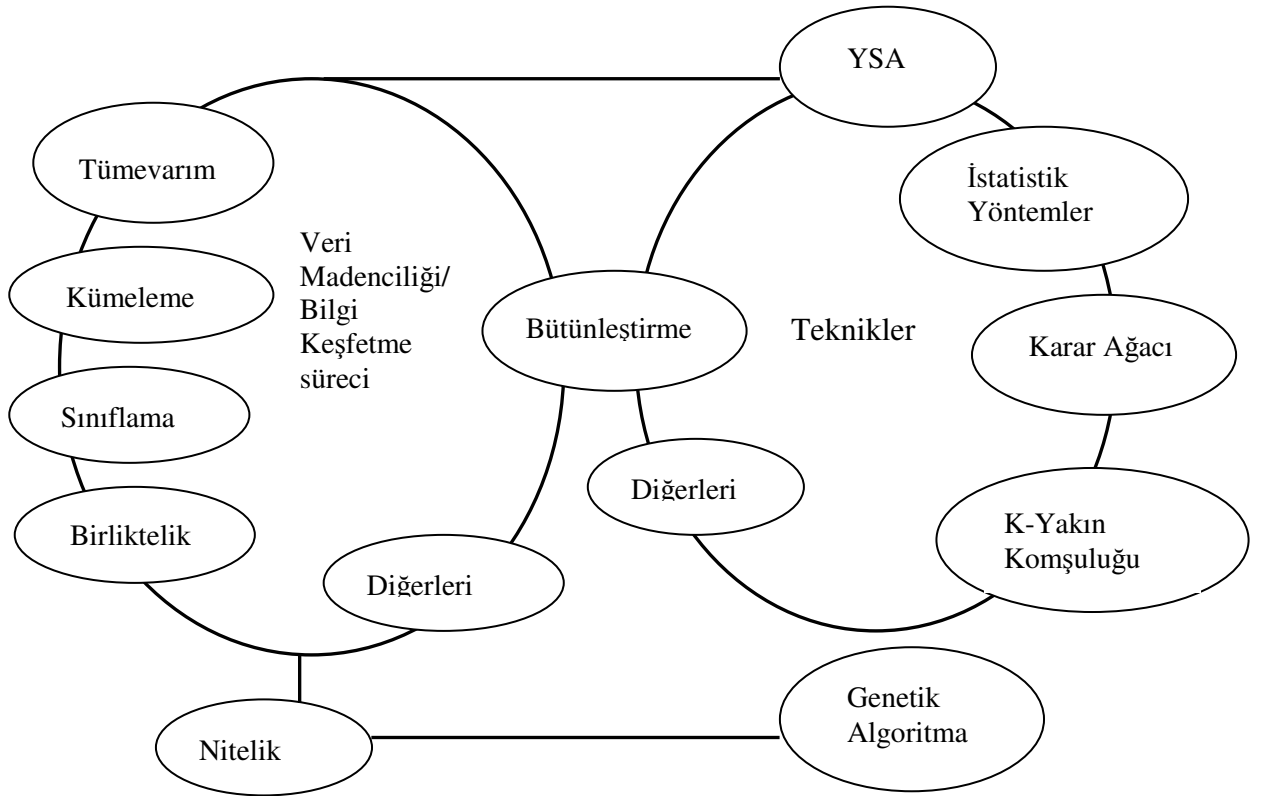 YSA
Tümevarım
İstatistik
Yöntemler
Veri
Madenciliği/
Bilgi
Keşfetme
süreci
Kümeleme
Bütünleştirme
Teknikler
Karar Ağacı
Sınıflama
Diğerleri
Birliktelik
K-Yakın
Komşuluğu
Diğerleri
Genetik
Algoritma
Nitelik